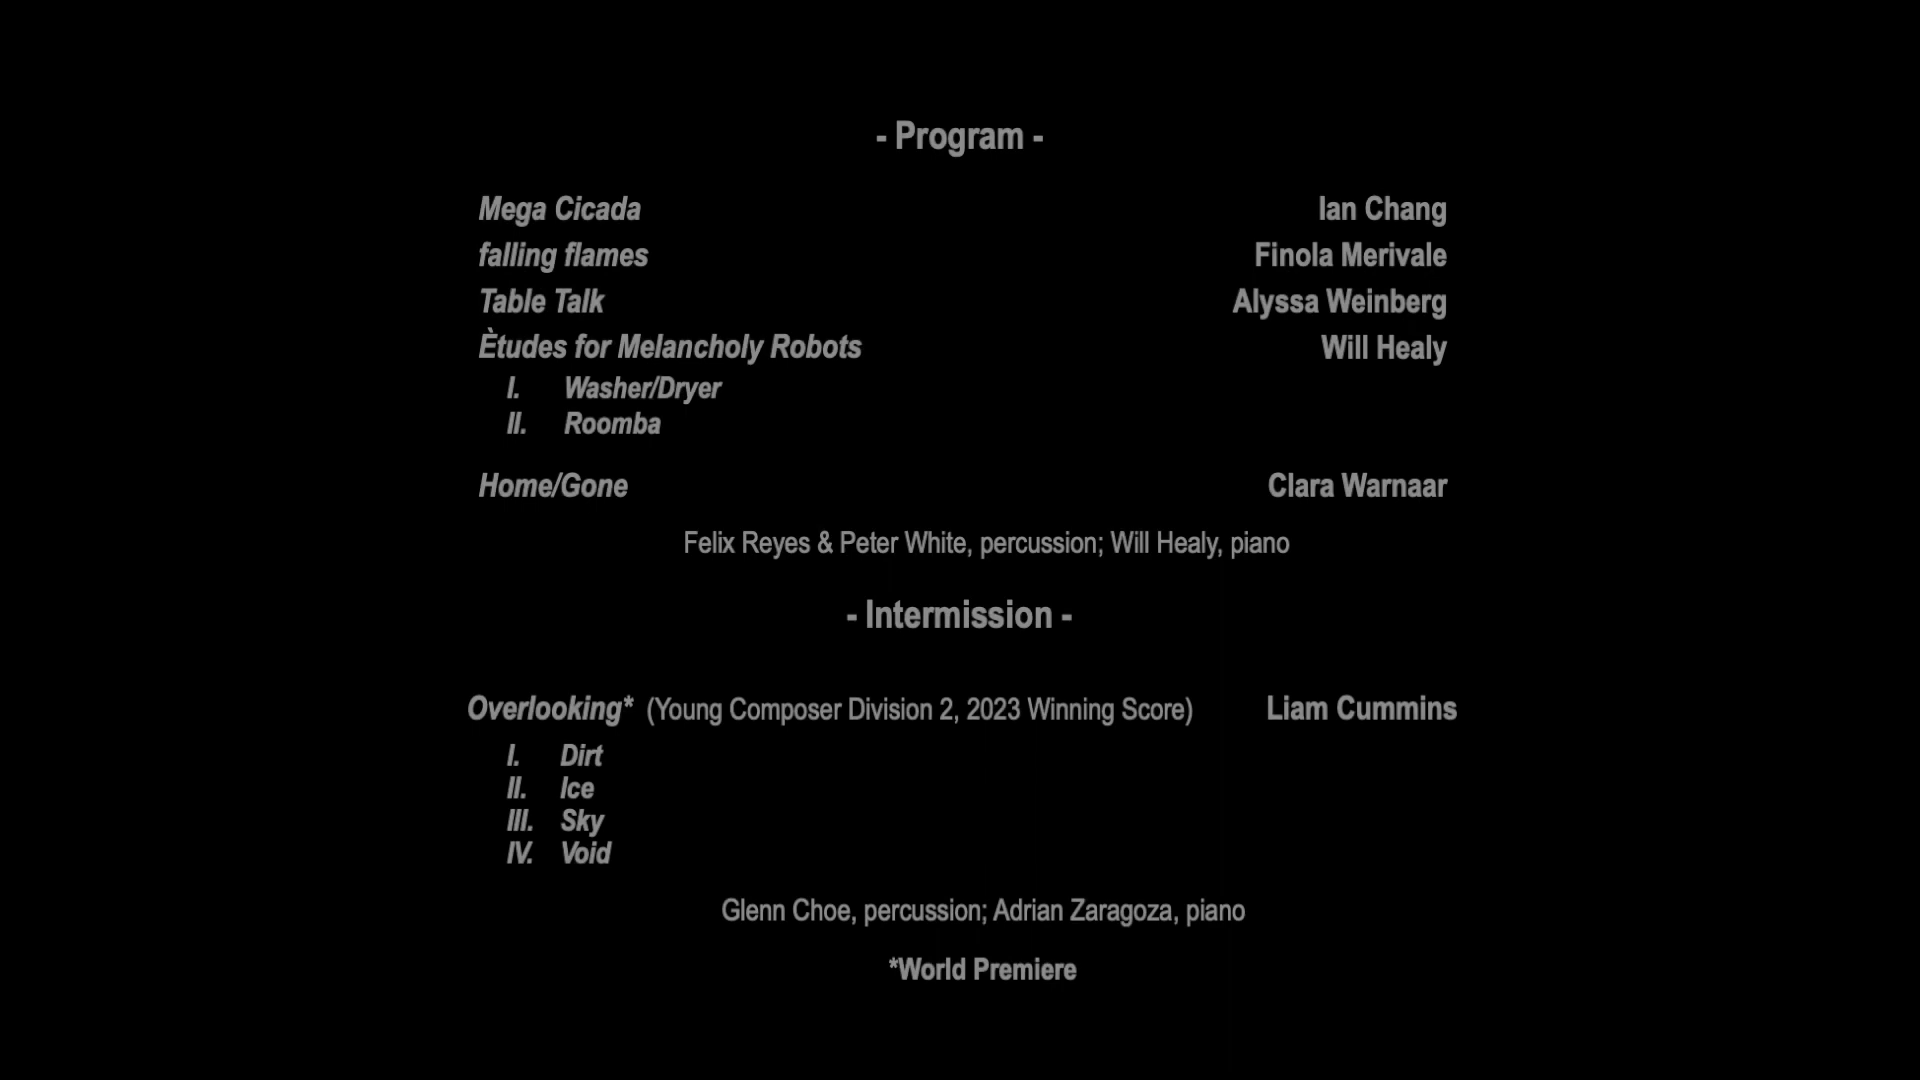 - Program -
Mega Cicada Ian Chang
falling flames Finola Merivale
Table Talk Alyssa Weinberg
Ètudes for Melancholy Robots Will Healy
I. Washer/Dryer
II. Roomba
Home/Gone Clara Warnaar
Felix Reyes & Peter White, percussion; Will Healy, piano
- Intermission -
Overlooking* (Young Composer Division 2, 2023 Winning Score) Liam Cummins
I. Dirt
II. Ice
III. Sky
IV. Void
Glenn Choe, percussion; Adrian Zaragoza, piano
*World Premiere